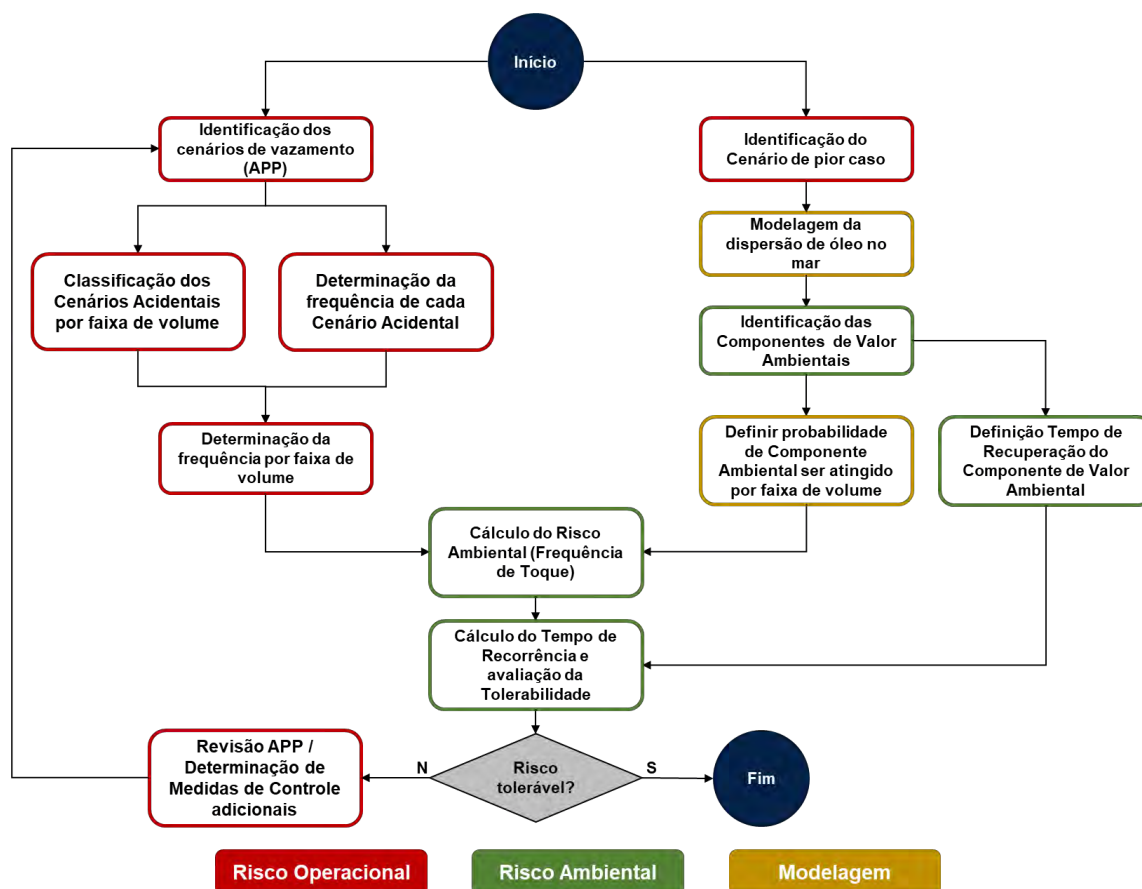 Início
Identificação dos
cenários de vazamento
(APP)
Identificação do
Cenário de pior caso
Modelagem da
dispersão de óleo no
mar
Classificação dos
Cenários Acidentais
por faixa de volume
Determinação da
frequência de cada
Cenário Acidental
Identificação das
Componentes de Valor
Ambientais
Determinação da
frequência por faixa de
volume
Definir probabilidade
de Componente
Ambiental ser atingido
por faixa de volume
Definição Tempo de
Recuperação do
Componente de Valor
Ambiental
Cálculo do Risco
Ambiental (Frequência
de Toque)
Cálculo do Tempo de
Recorrência e
avaliação da
Tolerabilidade
Revisão APP /
Determinação de
Medidas de Controle
adicionais
N
Risco
tolerável?
S
Fim
Risco Operacional
Risco Ambiental
Modelagem